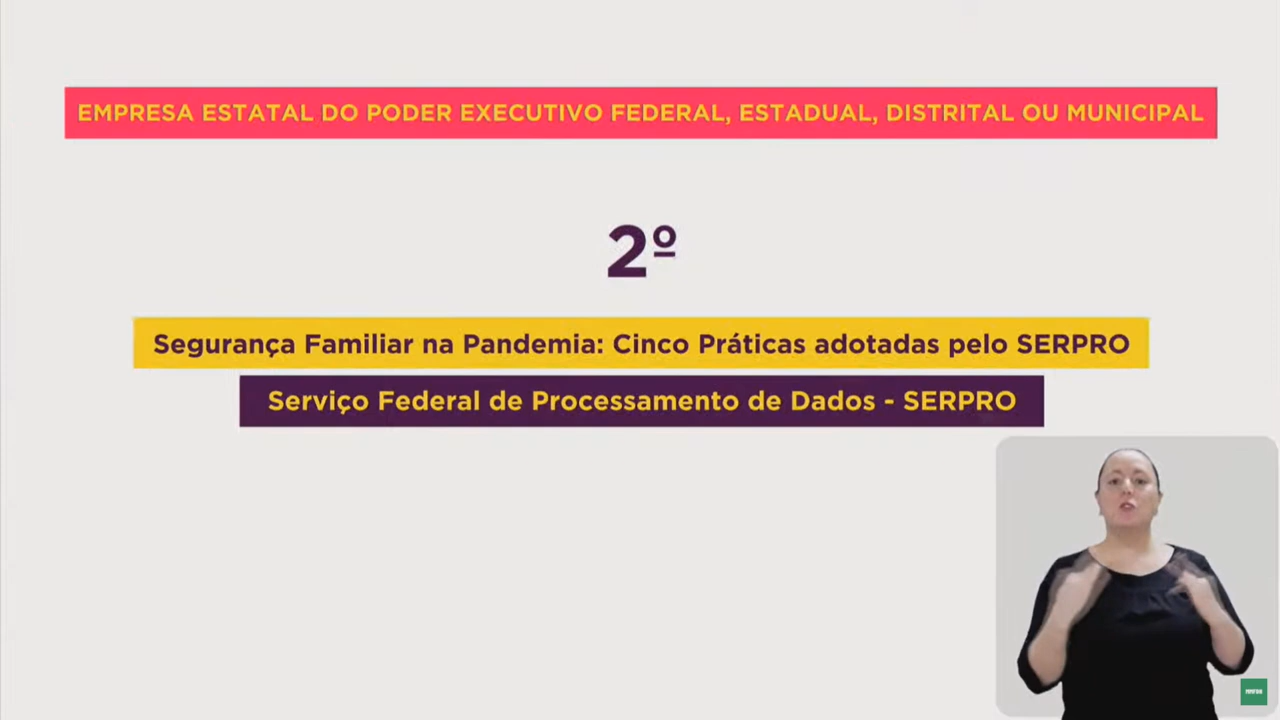 EMPRESA ESTATAL DO PODER EXECUTIVO FEDERAL, ESTADUAL, DISTRITAL OU MUNICIPAL
2º
Segurança Familiar na Pandemia: Cinco Práticas adotadas pelo SERPRO
Serviço Federal de Processamento de Dados - SERPRO